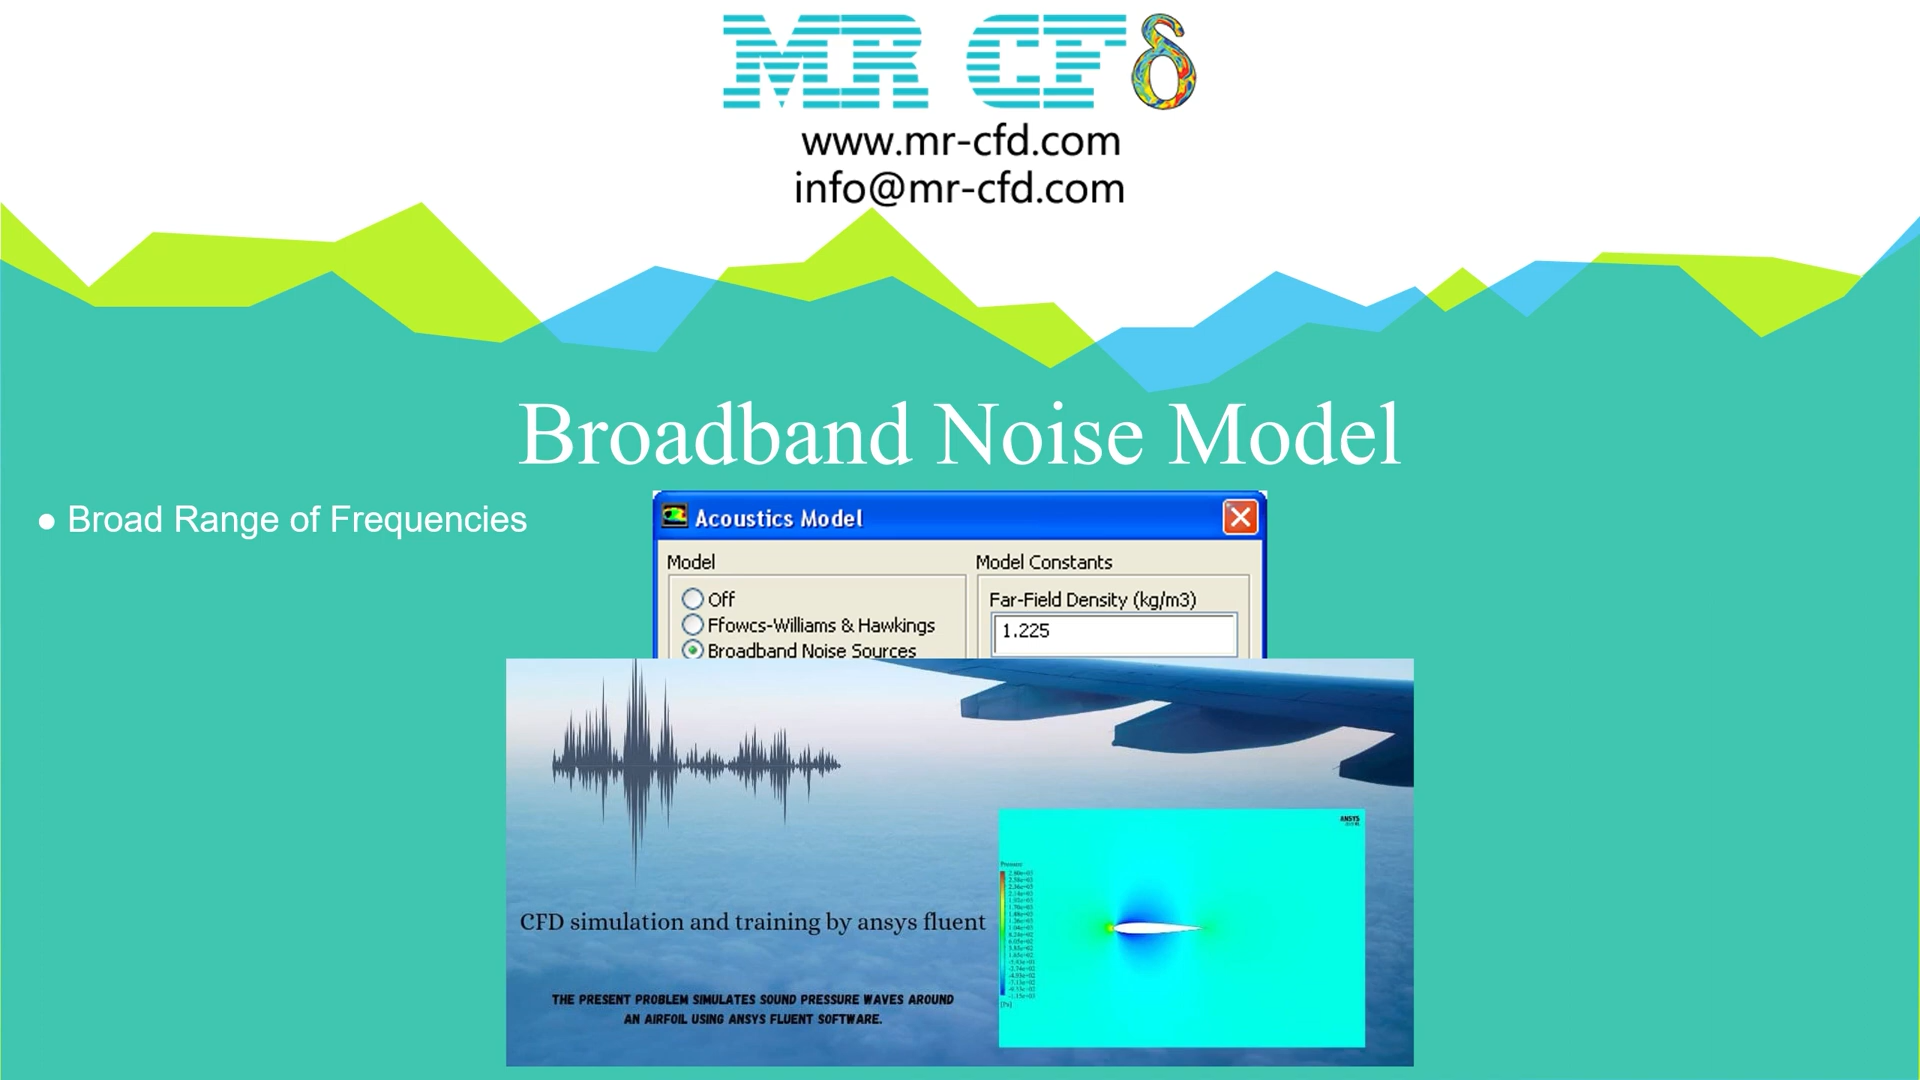 MR CFδ
www.mr-cfd.com
info@mr-cfd.com
Broadband Noise Model
● Broad Range of Frequencies
Acoustics Model
Model
Model Constants
Off
Far-Field Density (kg/m3)
Ffowcs-Williams & Hawkings
1.225
Broadband Noise Sources
ANSYS
Pressure
CFD simulation and training by ansys fluent
THE PRESENT PROBLEM SIMULATES SOUND PRESSURE WAVES AROUND
AN AIRFOIL USING ANSYS FLUENT SOFTWARE.